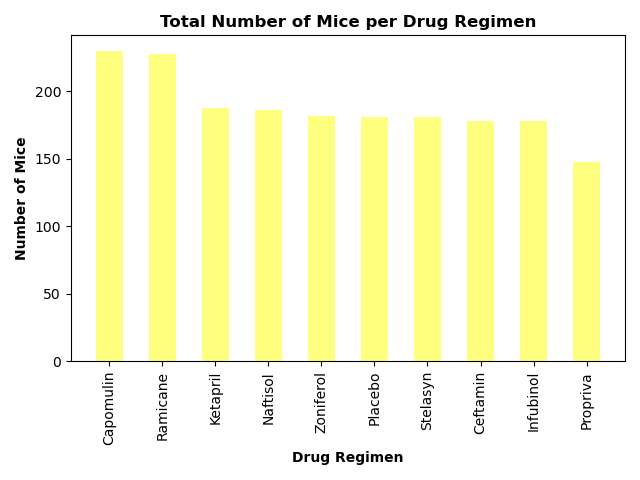 Total Number of Mice per Drug Regimen
Number of Mice
200
150
100
50
0
Capomulin
Ramicane
Ketapril
Naftisol
Zoniferol
Placebo
Stelasyn
Ceftamin
Infubinol
Propriva
Drug Regimen